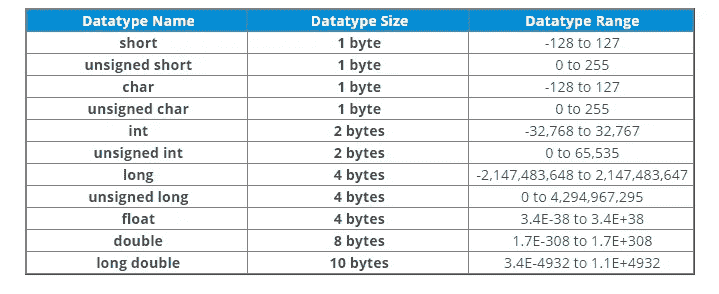 Datatype Name Datatype Size Datatype Range
short 1 byte -128 to 127
unsigned short 1 byte 0 to 255
char 1 byte -128 to 127
unsigned char 1 byte 0 to 255
int 2 bytes -32,768 to 32,767
unsigned int 2 bytes 0 to 65,535
long 4 bytes -2,147,483,648 to 2,147,483,647
unsigned long 4 bytes 0 to 4,294,967,295
float 4 bytes 3.4E-38 to 3.4E+38
double 8 bytes 1.7E-308 to 1.7E+308
long double 10 bytes 3.4E-4932 to 1.1E+4932